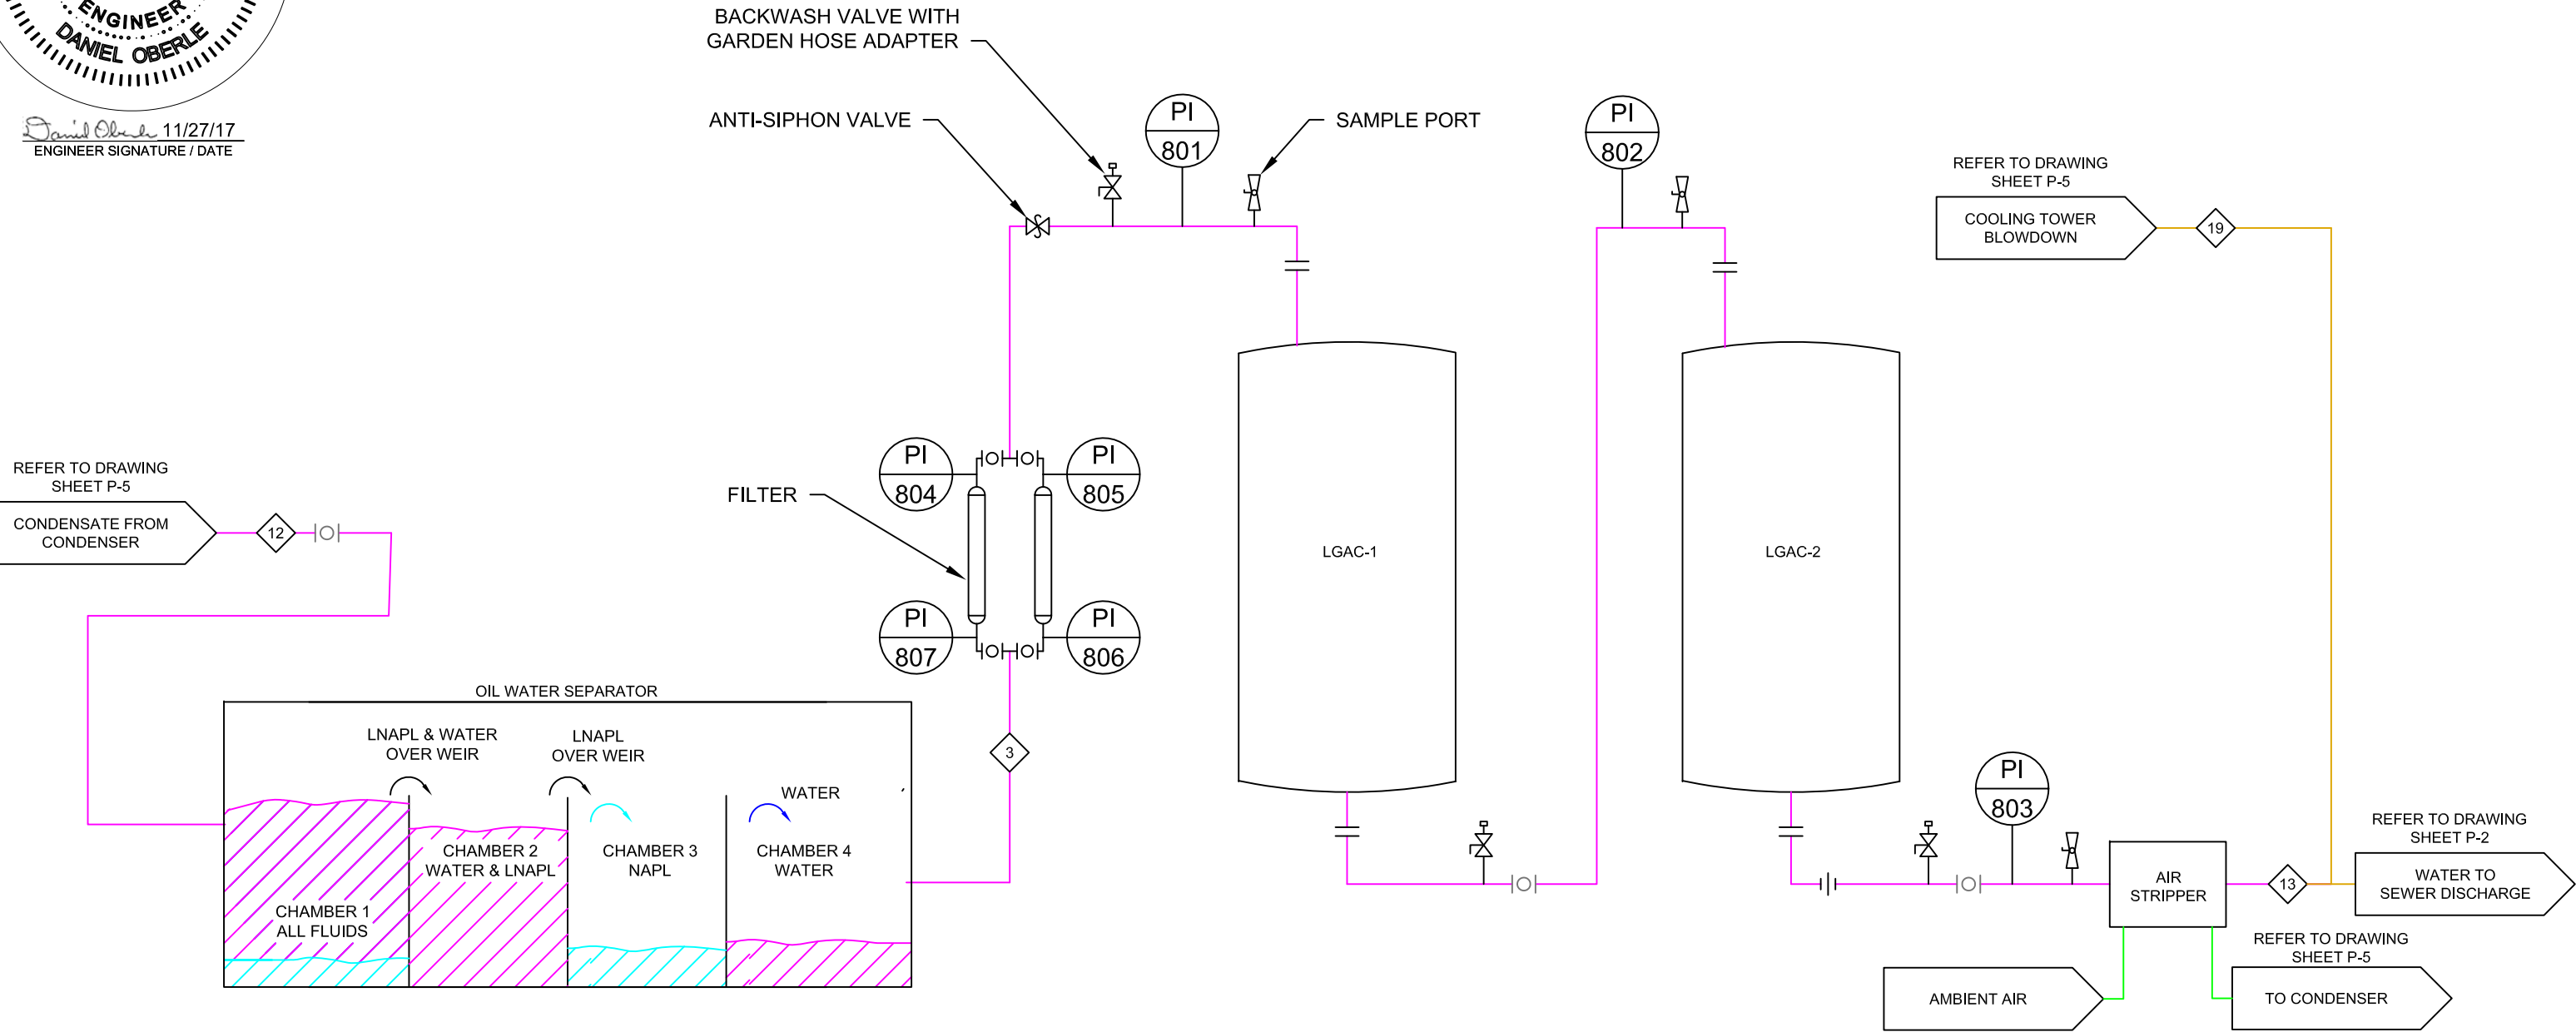 ENGINEER
DANIEL OBERLE
Daniel Oberle 11/27/17
ENGINEER SIGNATURE / DATE
BACKWASH VALVE WITH
GARDEN HOSE ADAPTER
ANTI-SIPHON VALVE
PI
801
SAMPLE PORT
PI
802
REFER TO DRAWING
SHEET P-5
COOLING TOWER
BLOWDOWN
19
REFER TO DRAWING
SHEET P-5
CONDENSATE FROM
CONDENSER
12
FILTER
PI
804
PI
805
PI
807
PI
806
LGAC-1
LGAC-2
OIL WATER SEPARATOR
LNAPL & WATER
OVER WEIR
LNAPL
OVER WEIR
WATER
CHAMBER 1
ALL FLUIDS
CHAMBER 2
WATER & LNAPL
CHAMBER 3
NAPL
CHAMBER 4
WATER
3
PI
803
AIR
STRIPPER
13
REFER TO DRAWING
SHEET P-2
WATER TO
SEWER DISCHARGE
REFER TO DRAWING
SHEET P-5
TO CONDENSER
AMBIENT AIR